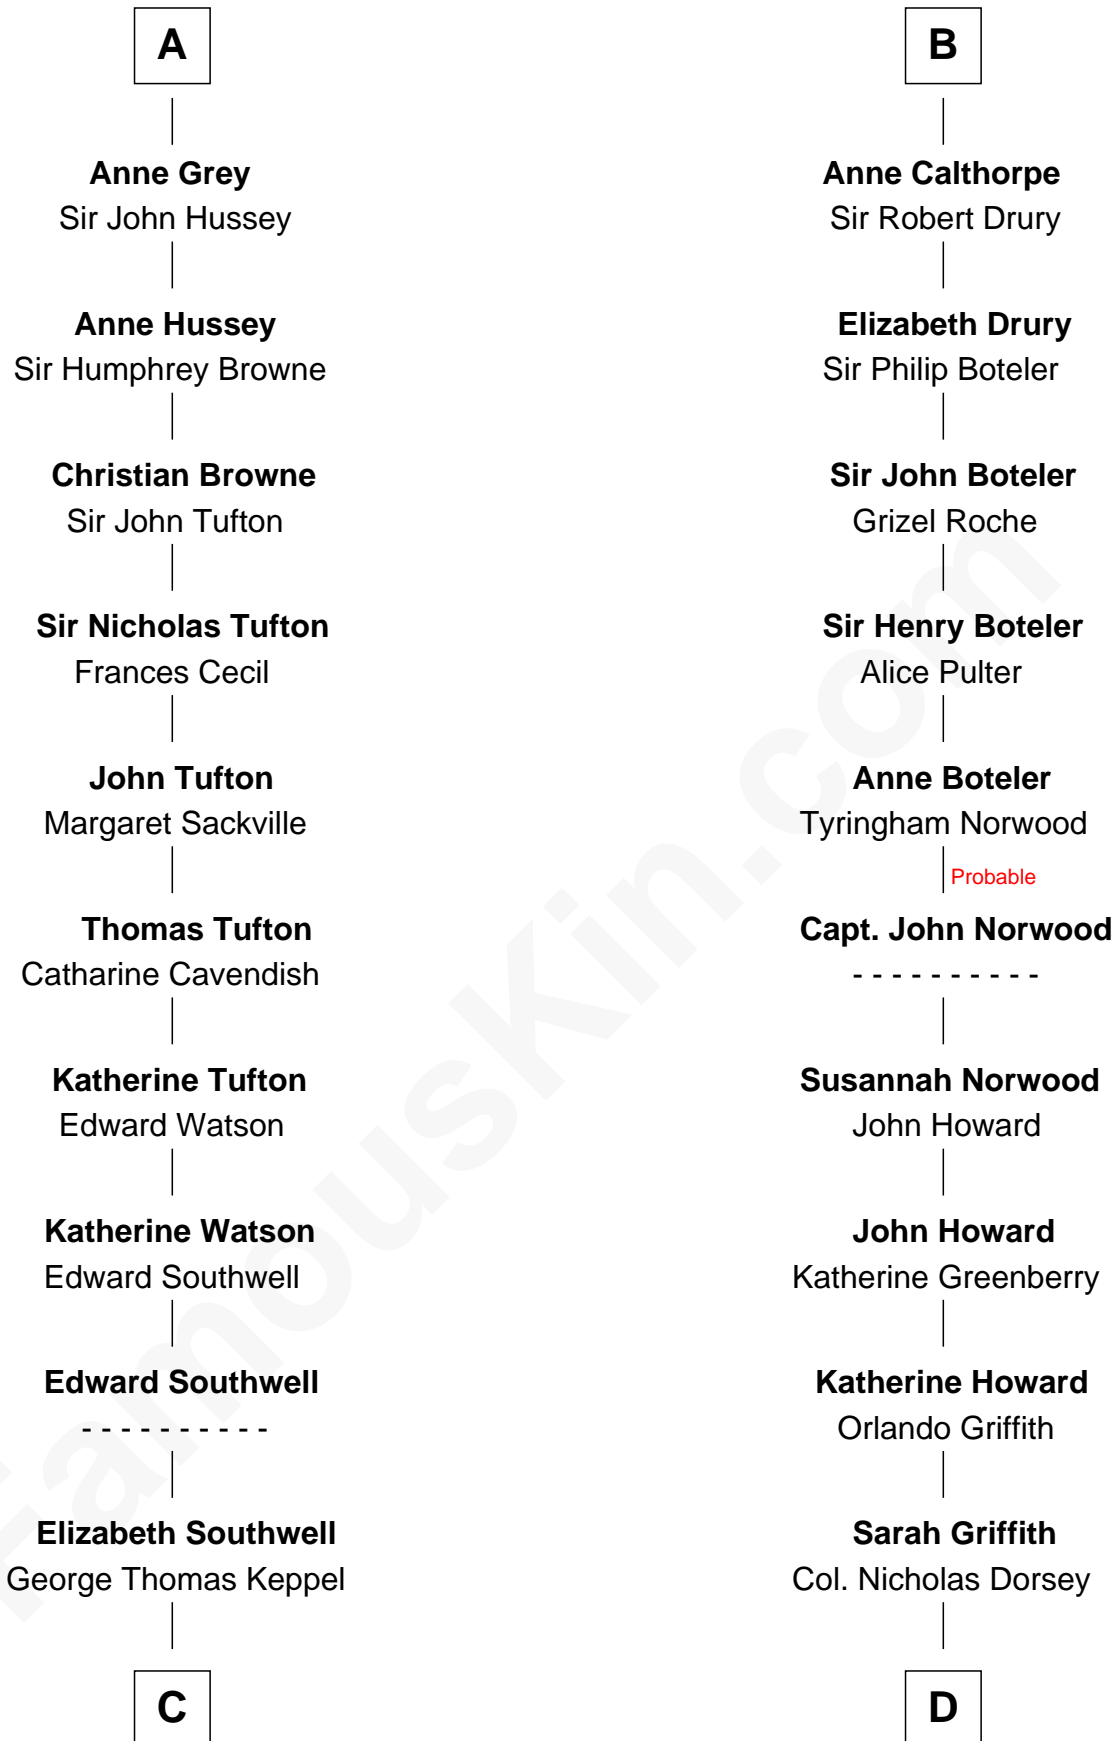 A
Anne Grey
Sir John Hussey
Anne Hussey
Sir Humphrey Browne
Christian Browne
Sir John Tufton
Sir Nicholas Tufton
Frances Cecil
John Tufton
Margaret Sackville
Thomas Tufton
Catharine Cavendish
Katherine Tufton
Edward Watson
Katherine Watson
Edward Southwell
Edward Southwell
- - - - - - - - - -
Elizabeth Southwell
George Thomas Keppel
C
B
Anne Calthorpe
Sir Robert Drury
Elizabeth Drury
Sir Philip Boteler
Sir John Boteler
Grizel Roche
Sir Henry Boteler
Alice Pulter
Anne Boteler
Tyringham Norwood
Probable
Capt. John Norwood
- - - - - - - - - -
Susannah Norwood
John Howard
John Howard
Katherine Greenberry
Katherine Howard
Orlando Griffith
Sarah Griffith
Col. Nicholas Dorsey
D
FamousKin.com